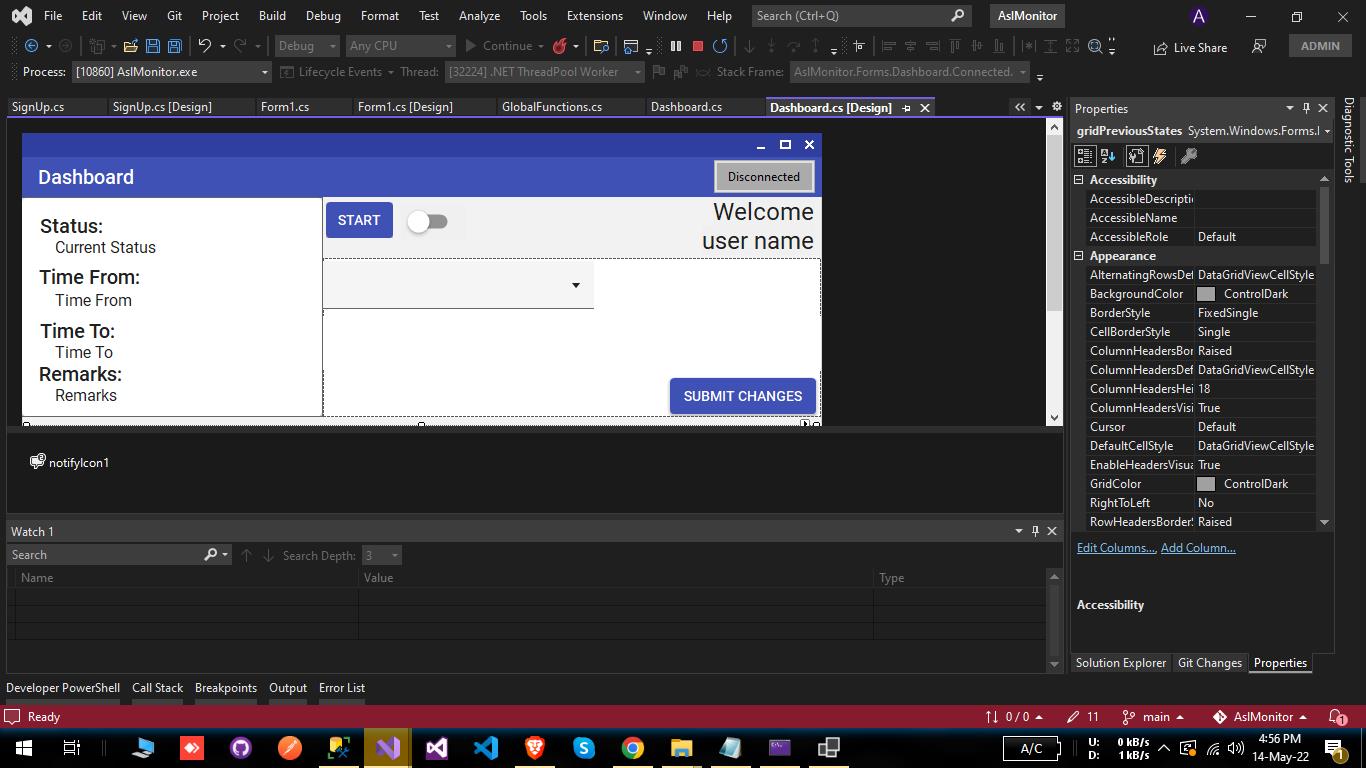 File Edit View Git Project Build Debug Format Test Analyze Tools Extensions Window Help Search (Ctrl+Q) AslMonitor A
Debug Any CPU Continue Live Share ADMIN
Process: [10860] AslMonitor.exe Lifecycle Events Thread: [32224] .NET ThreadPool Worker Stack Frame: AslMonitor.Forms.Dashboard.Connected.
SignUp.cs SignUp.cs [Design] Form1.cs Form1.cs [Design] GlobalFunctions.cs Dashboard.cs Dashboard.cs [Design]
Dashboard
Disconnected
Status:
Current Status
Time From:
Time From
Time To:
Time To
Remarks:
Remarks
START
Welcome
user name
SUBMIT CHANGES
notifyIcon1
Watch 1
Search Search Depth: 3
Name Value Type
Properties
gridPreviousStates System.Windows.Forms.
Accessibility
AccessibleDescripti
AccessibleName
AccessibleRole Default
Appearance
AlternatingRowsDef DataGridViewCellStyle
BackgroundColor ControlDark
BorderStyle FixedSingle
CellBorderStyle Single
ColumnHeadersBor Raised
ColumnHeadersDef DataGridViewCellStyle
ColumnHeadersHei 18
ColumnHeadersVisi True
Cursor Default
DefaultCellStyle DataGridViewCellStyle
EnableHeadersVisua True
GridColor ControlDark
RightToLeft No
RowHeadersBorderS Raised
Edit Columns..., Add Column...
Accessibility
Solution Explorer Git Changes Properties
Diagnostic Tools
Developer PowerShell Call Stack Breakpoints Output Error List
Ready 0 / 0 11 main AslMonitor 1
A/C U: 0 kB/s 4:56 PM
D: 1 kB/s 14-May-22 1